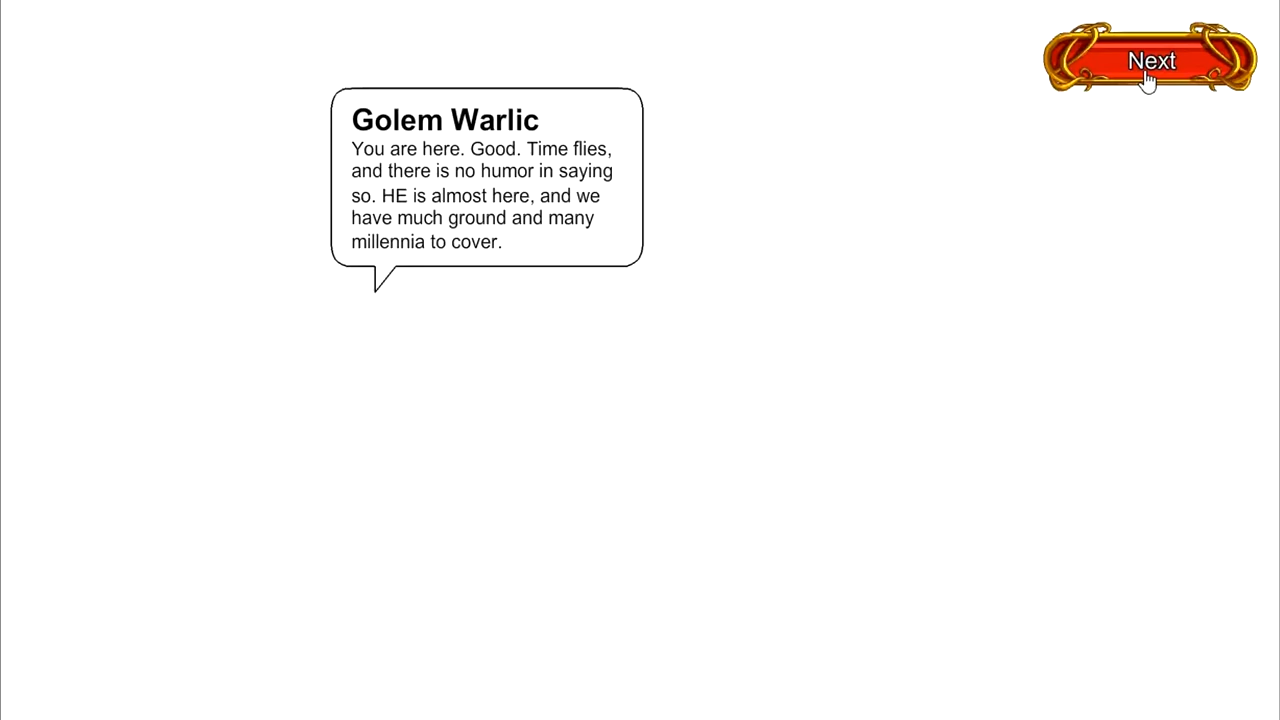 Next
Golem Warlic
You are here. Good. Time flies,
and there is no humor in saying
so. HE is almost here, and we
have much ground and many
millennia to cover.